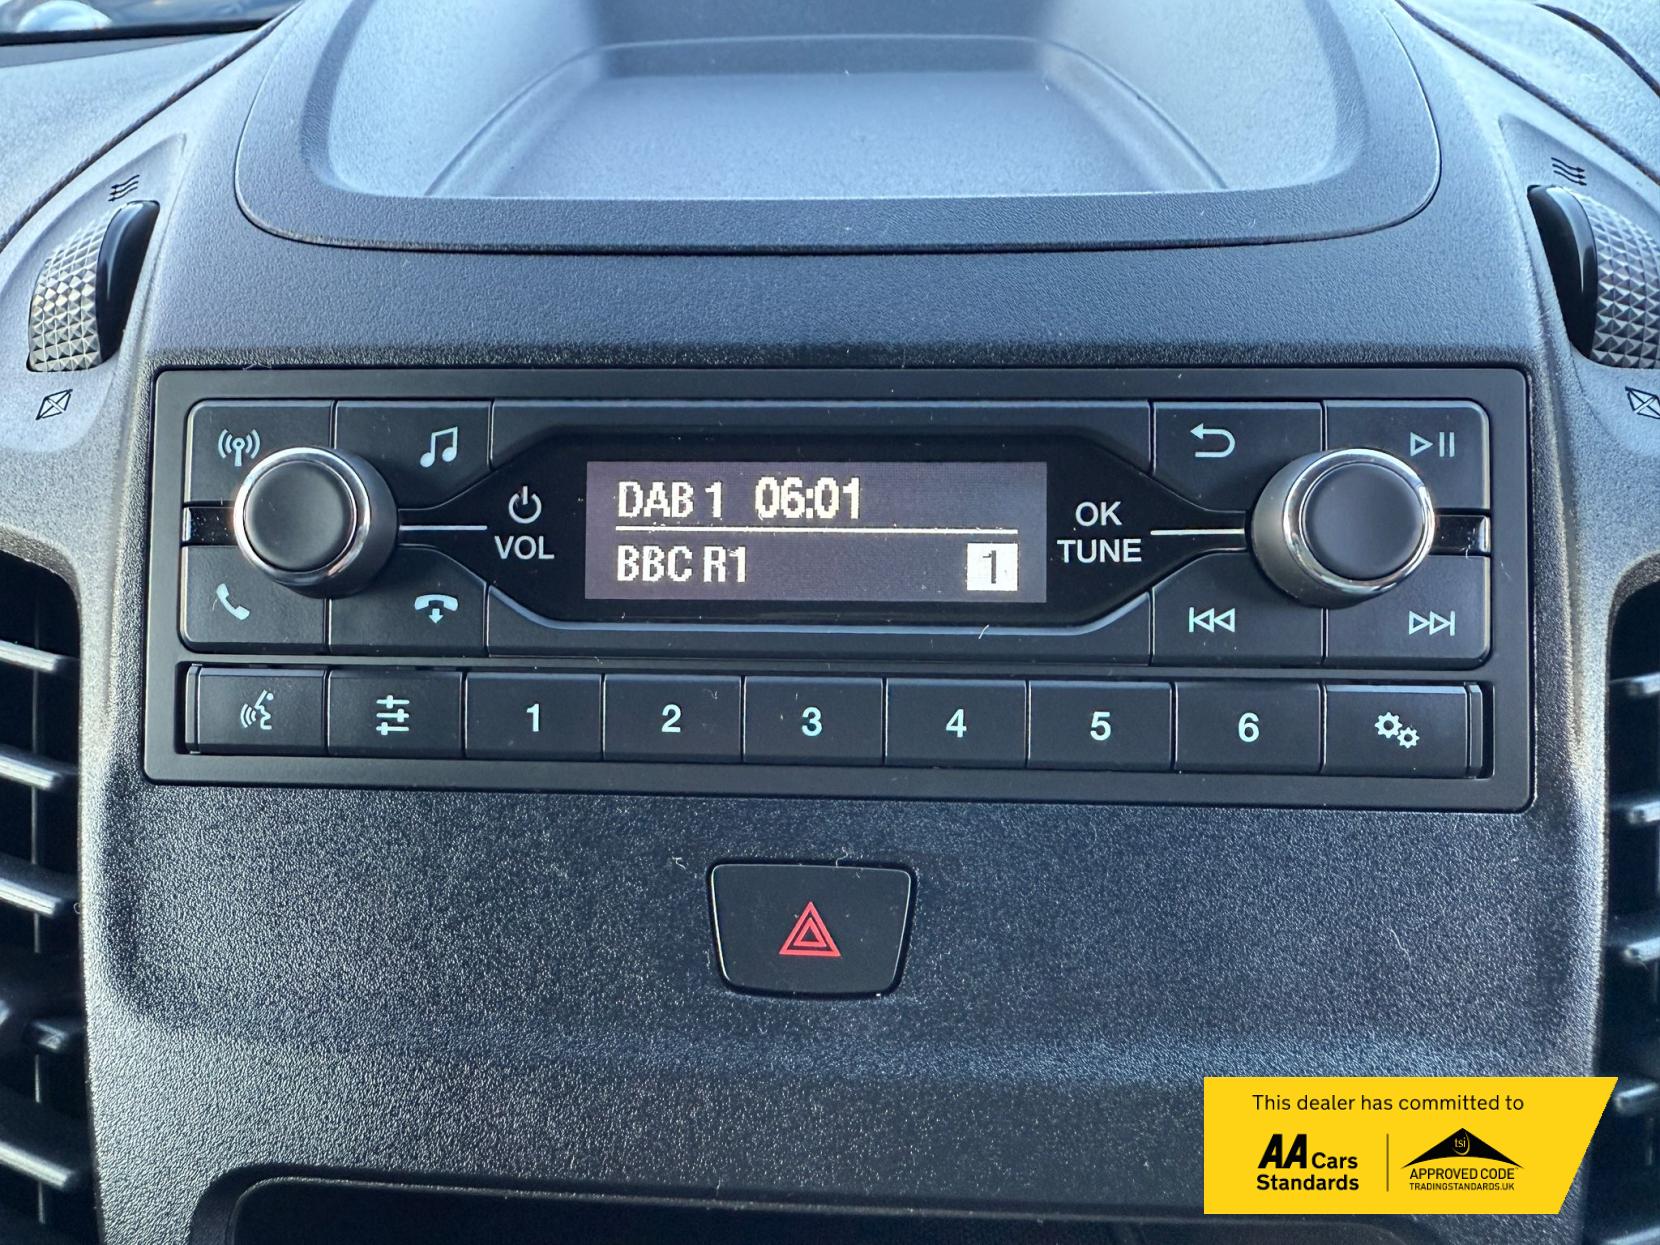 DAB 1 06:01
BBC R1 1
VOL
OK
TUNE
1 2 3 4 5 6
This dealer has committed to
AA Cars
Standards
tsi
APPROVED CODE
TRADINGSTANDARDS.UK